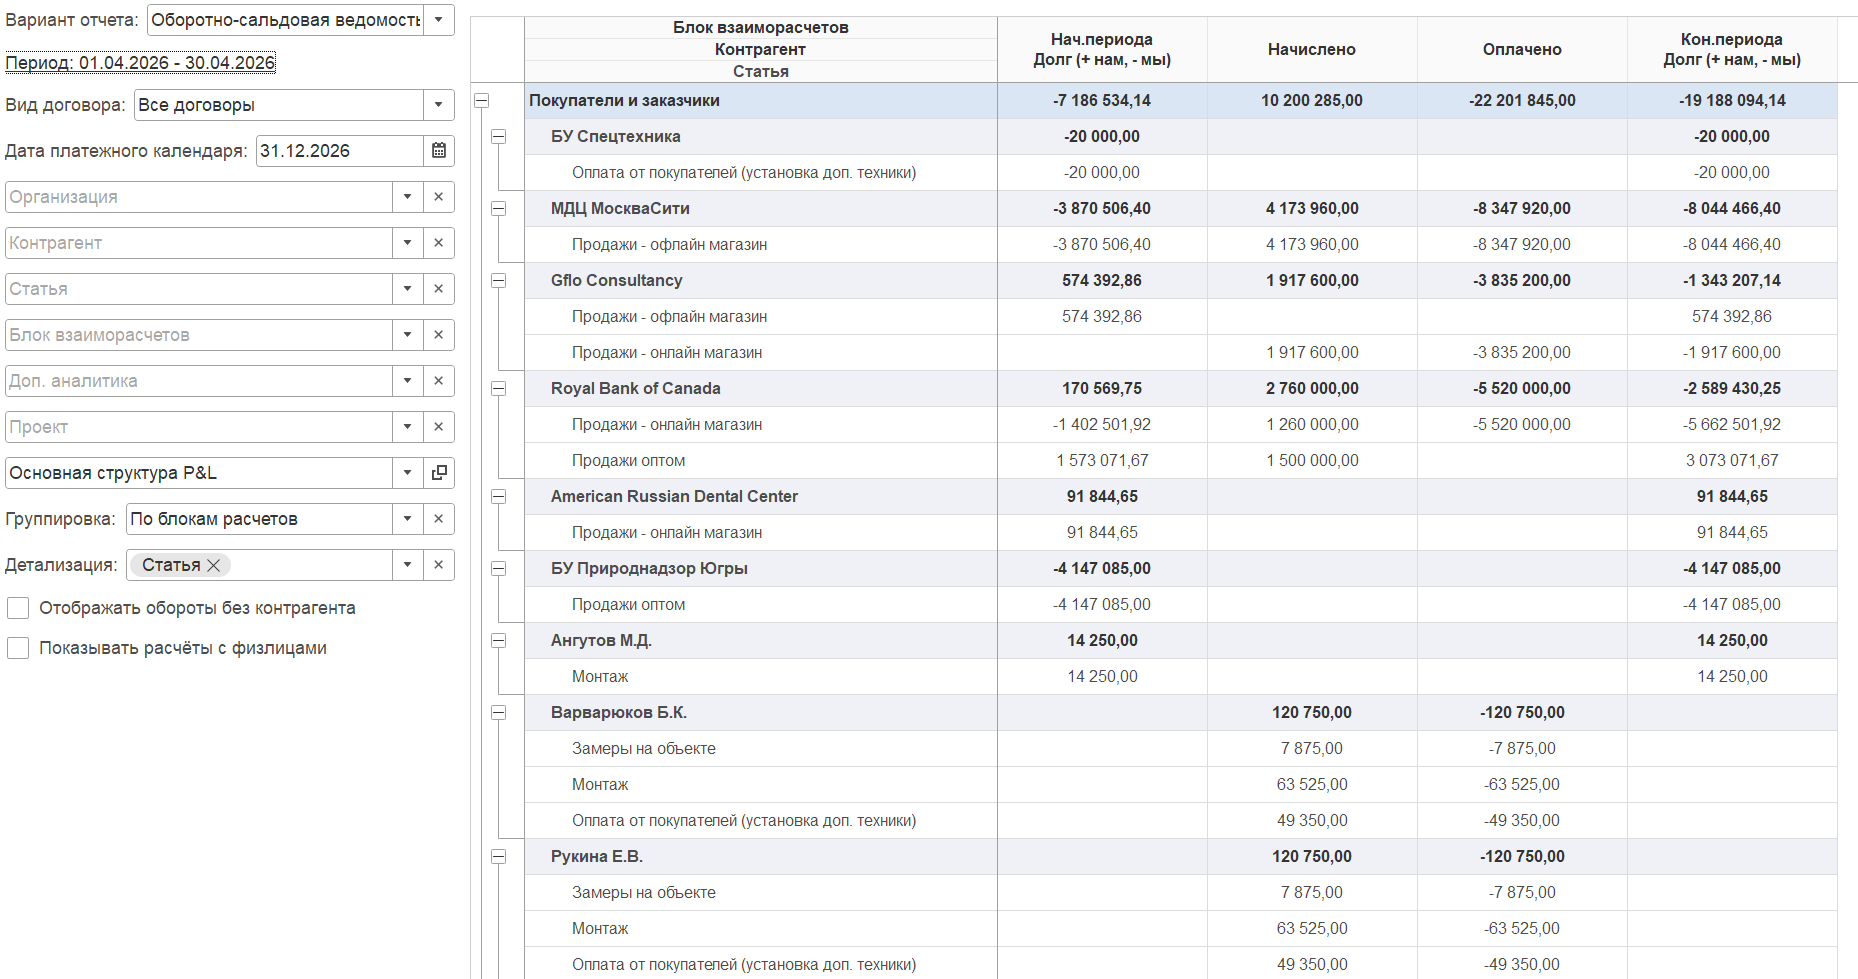 Вариант отчета: Оборотно-сальдовая ведомость
Период: 01.04.2026 - 30.04.2026
Вид договора: Все договоры
Дата платежного календаря: 31.12.2026
Организация
Контрагент
Статья
Блок взаиморасчетов
Доп. аналитика
Проект
Основная структура P&L
Группировка: По блокам расчетов
Детализация: Статья
Отображать обороты без контрагента
Показывать расчёты с физлицами
Блок взаиморасчетов
Контрагент
Статья
Нач.периода
Долг (+ нам, - мы)
Начислено
Оплачено
Кон.периода
Долг (+ нам, - мы)
Покупатели и заказчики -7 186 534,14 10 200 285,00 -22 201 845,00 -19 188 094,14
БУ Спецтехника -20 000,00 -20 000,00
Оплата от покупателей (установка доп. техники) -20 000,00 -20 000,00
МДЦ МоскваСити -3 870 506,40 4 173 960,00 -8 347 920,00 -8 044 466,40
Продажи - офлайн магазин -3 870 506,40 4 173 960,00 -8 347 920,00 -8 044 466,40
Gflo Consultancy 574 392,86 1 917 600,00 -3 835 200,00 -1 343 207,14
Продажи - офлайн магазин 574 392,86 574 392,86
Продажи - онлайн магазин 1 917 600,00 -3 835 200,00 -1 917 600,00
Royal Bank of Canada 170 569,75 2 760 000,00 -5 520 000,00 -2 589 430,25
Продажи - онлайн магазин -1 402 501,92 1 260 000,00 -5 520 000,00 -5 662 501,92
Продажи оптом 1 573 071,67 1 500 000,00 3 073 071,67
American Russian Dental Center 91 844,65 91 844,65
Продажи - онлайн магазин 91 844,65 91 844,65
БУ Природнадзор Югры -4 147 085,00 -4 147 085,00
Продажи оптом -4 147 085,00 -4 147 085,00
Ангутов М.Д. 14 250,00 14 250,00
Монтаж 14 250,00 14 250,00
Варварюков Б.К. 120 750,00 -120 750,00
Замеры на объекте 7 875,00 -7 875,00
Монтаж 63 525,00 -63 525,00
Оплата от покупателей (установка доп. техники) 49 350,00 -49 350,00
Рукина Е.В. 120 750,00 -120 750,00
Замеры на объекте 7 875,00 -7 875,00
Монтаж 63 525,00 -63 525,00
Оплата от покупателей (установка доп. техники) 49 350,00 -49 350,00